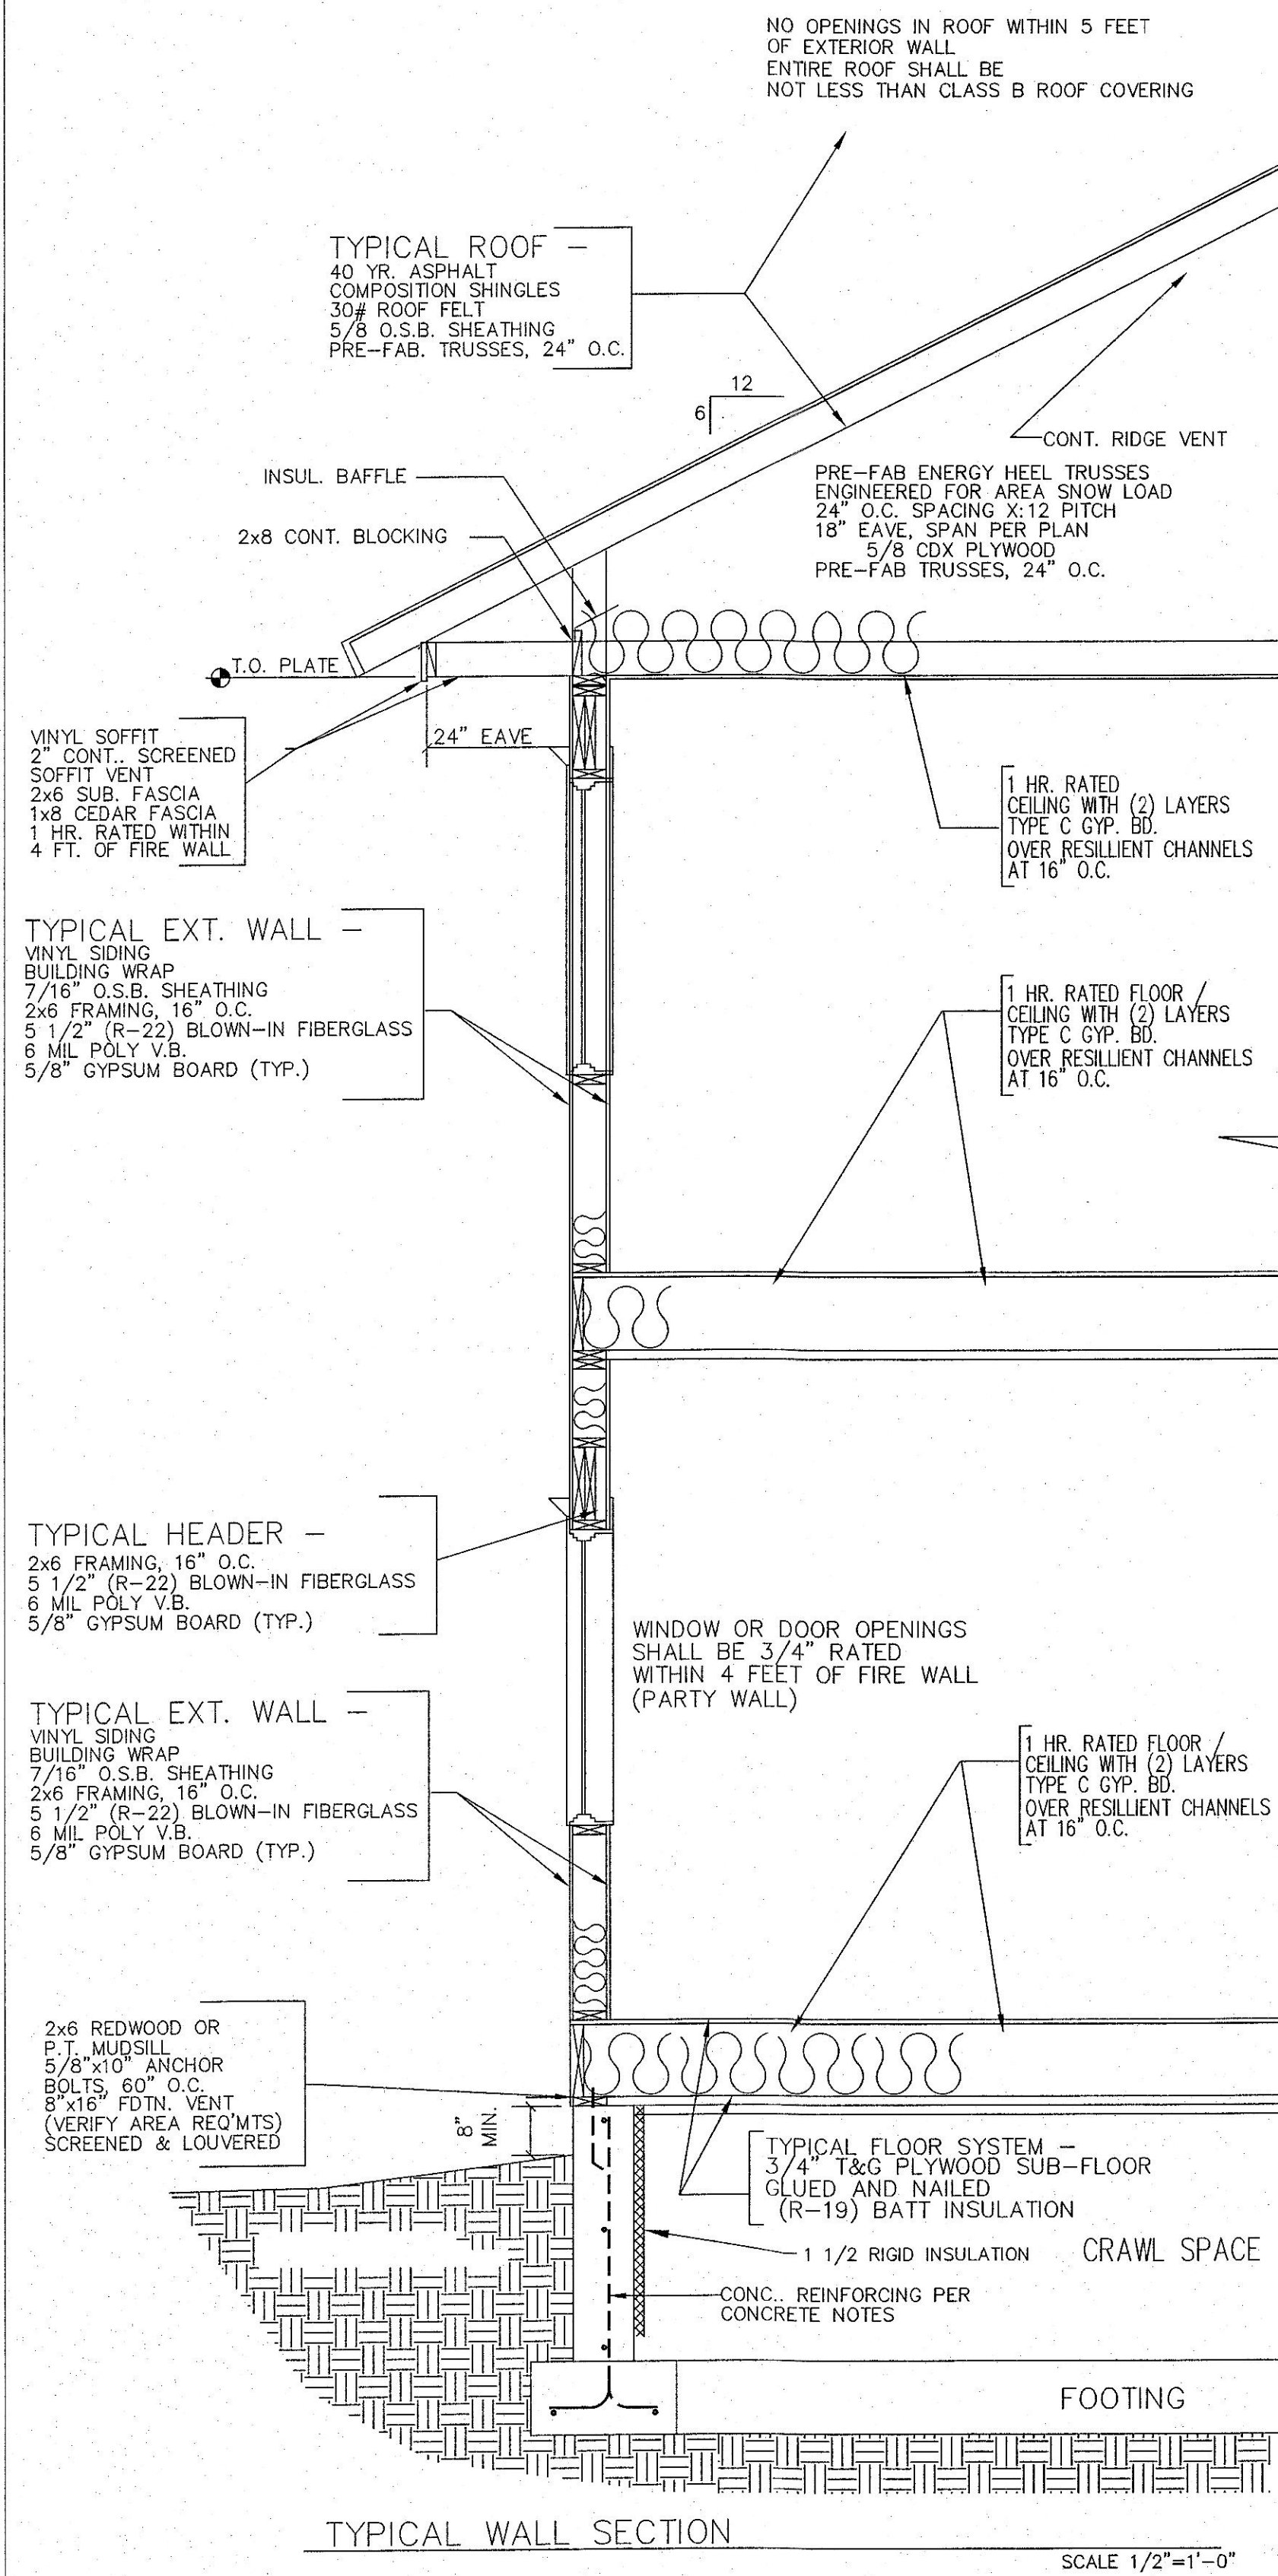 NO OPENINGS IN ROOF WITHIN 5 FEET
OF EXTERIOR WALL
ENTIRE ROOF SHALL BE
NOT LESS THAN CLASS B ROOF COVERING
TYPICAL ROOF –
40 YR. ASPHALT
COMPOSITION SHINGLES
30# ROOF FELT
5/8 O.S.B. SHEATHING
PRE–FAB. TRUSSES, 24" O.C.
12
6
CONT. RIDGE VENT
INSUL. BAFFLE
2x8 CONT. BLOCKING
PRE–FAB ENERGY HEEL TRUSSES
ENGINEERED FOR AREA SNOW LOAD
24" O.C. SPACING X:12 PITCH
18" EAVE, SPAN PER PLAN
5/8 CDX PLYWOOD
PRE–FAB TRUSSES, 24" O.C.
T.O. PLATE
VINYL SOFFIT
2" CONT.. SCREENED
SOFFIT VENT
2x6 SUB. FASCIA
1x8 CEDAR FASCIA
1 HR. RATED WITHIN
4 FT. OF FIRE WALL
24" EAVE
1 HR. RATED
CEILING WITH (2) LAYERS
TYPE C GYP. BD.
OVER RESILLIENT CHANNELS
AT 16" O.C.
TYPICAL EXT. WALL –
VINYL SIDING
BUILDING WRAP
7/16" O.S.B. SHEATHING
2x6 FRAMING, 16" O.C.
5 1/2" (R–22) BLOWN–IN FIBERGLASS
6 MIL POLY V.B.
5/8" GYPSUM BOARD (TYP.)
1 HR. RATED FLOOR /
CEILING WITH (2) LAYERS
TYPE C GYP. BD.
OVER RESILLIENT CHANNELS
AT 16" O.C.
TYPICAL HEADER –
2x6 FRAMING, 16" O.C.
5 1/2" (R–22) BLOWN–IN FIBERGLASS
6 MIL POLY V.B.
5/8" GYPSUM BOARD (TYP.)
WINDOW OR DOOR OPENINGS
SHALL BE 3/4" RATED
WITHIN 4 FEET OF FIRE WALL
(PARTY WALL)
TYPICAL EXT. WALL –
VINYL SIDING
BUILDING WRAP
7/16" O.S.B. SHEATHING
2x6 FRAMING, 16" O.C.
5 1/2" (R–22) BLOWN–IN FIBERGLASS
6 MIL POLY V.B.
5/8" GYPSUM BOARD (TYP.)
1 HR. RATED FLOOR /
CEILING WITH (2) LAYERS
TYPE C GYP. BD.
OVER RESILLIENT CHANNELS
AT 16" O.C.
2x6 REDWOOD OR
P.T. MUDSILL
5/8"x10" ANCHOR
BOLTS, 60" O.C.
8"x16" FDTN. VENT
(VERIFY AREA REQ'MTS)
SCREENED & LOUVERED
8"
MIN.
TYPICAL FLOOR SYSTEM –
3/4" T&G PLYWOOD SUB–FLOOR
GLUED AND NAILED
(R–19) BATT INSULATION
1 1/2 RIGID INSULATION
CRAWL SPACE
CONC.. REINFORCING PER
CONCRETE NOTES
FOOTING
TYPICAL WALL SECTION
SCALE 1/2"=1'–0"